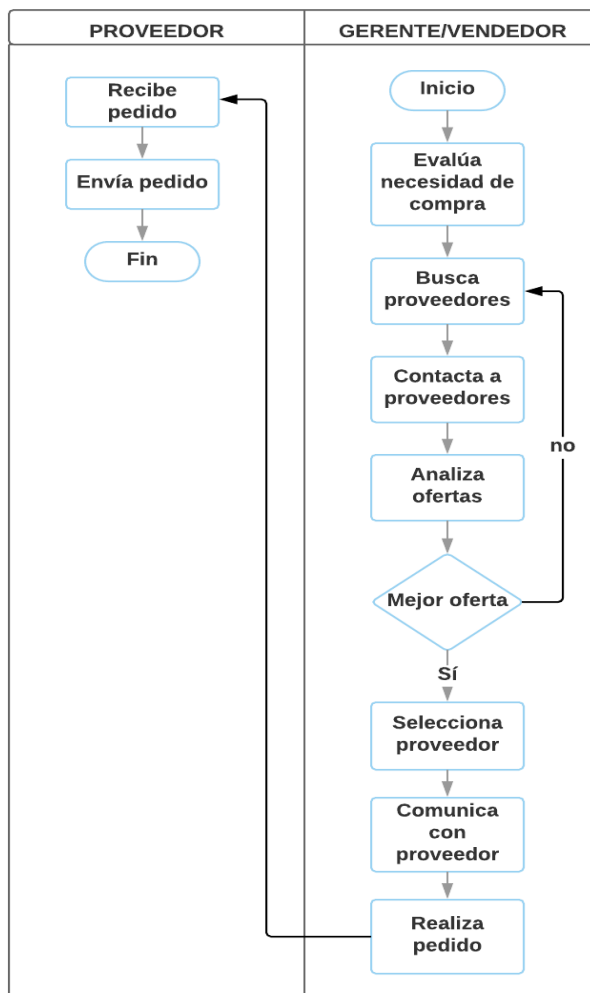 PROVEEDOR
GERENTE/VENDEDOR
Recibe
pedido
Envía pedido
Fin
Inicio
Evalúa
necesidad de
compra
Busca
proveedores
Contacta a
proveedores
no
Analiza
ofertas
Mejor oferta
Sí
Selecciona
proveedor
Comunica
con
proveedor
Realiza
pedido